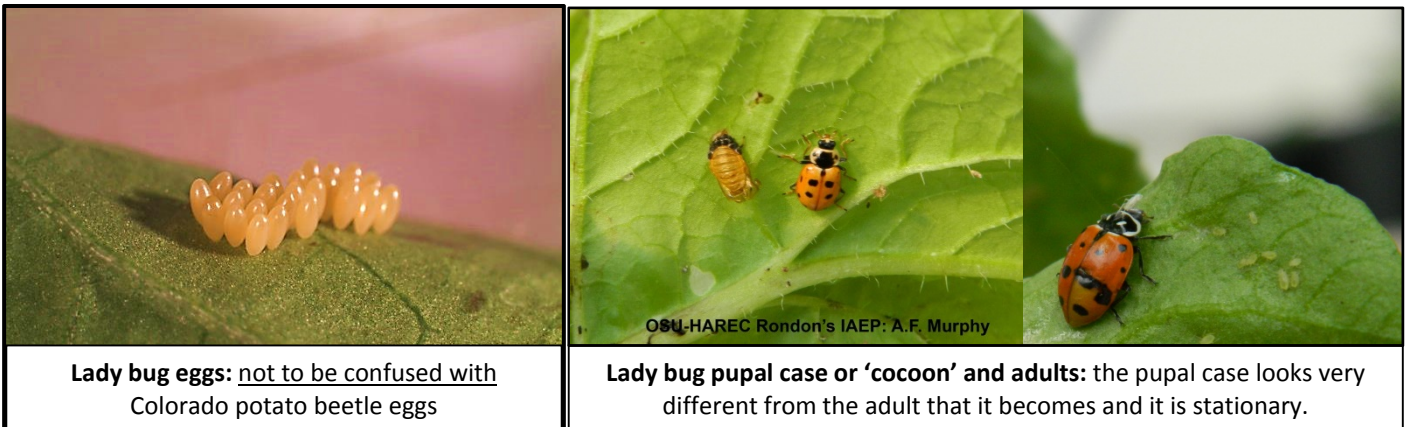 OSU-HAREC Rondon's IAEP: A.F. Murphy
Lady bug eggs: not to be confused with
Colorado potato beetle eggs
Lady bug pupal case or ‘cocoon’ and adults: the pupal case looks very
different from the adult that it becomes and it is stationary.